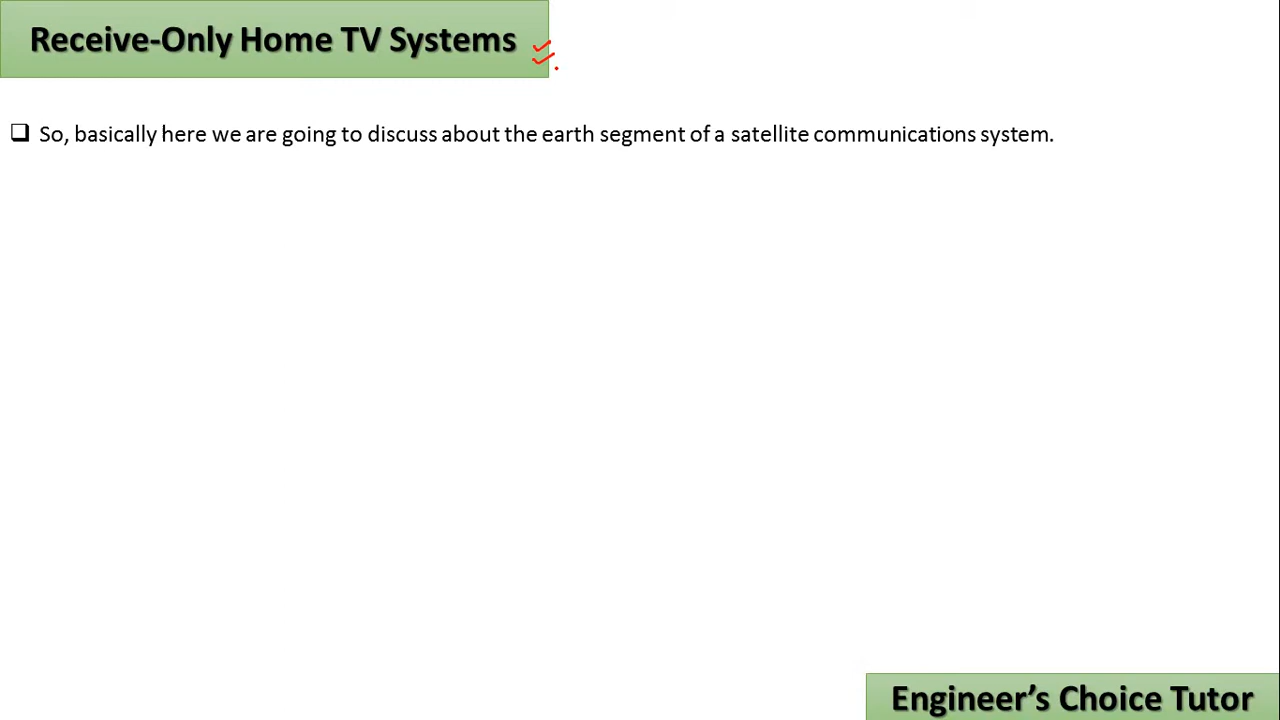 Receive-Only Home TV Systems
So, basically here we are going to discuss about the earth segment of a satellite communications system.
Engineer’s Choice Tutor